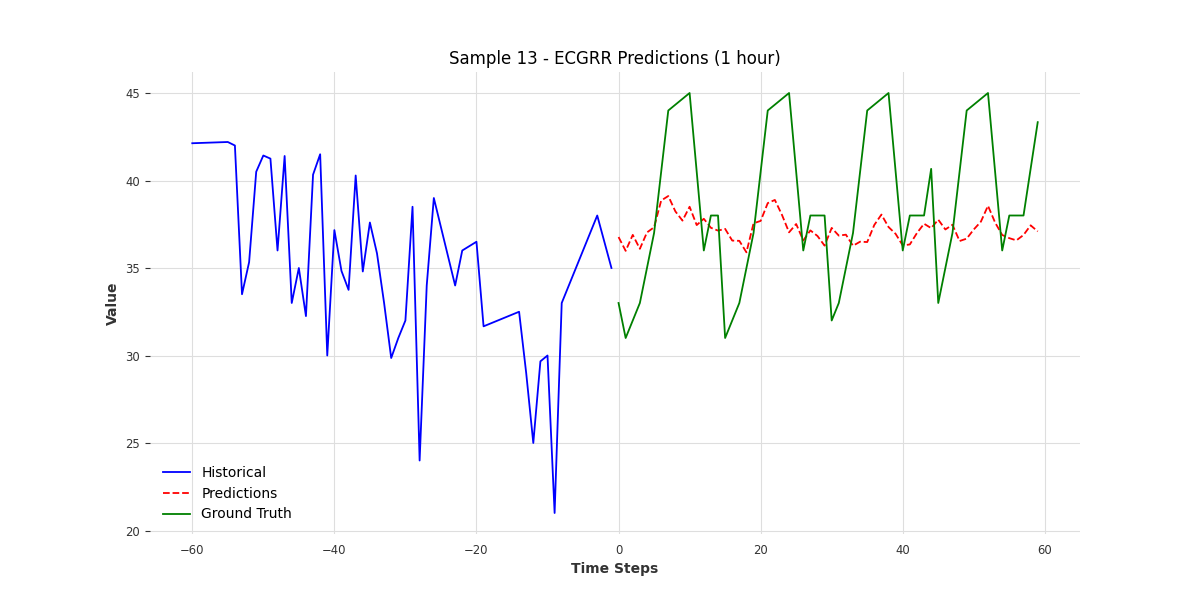 Sample 13 - ECGRR Predictions (1 hour)
45
40
35
30
25
20
Value
Historical
Predictions
Ground Truth
−60
−40
−20
0
20
40
60
Time Steps